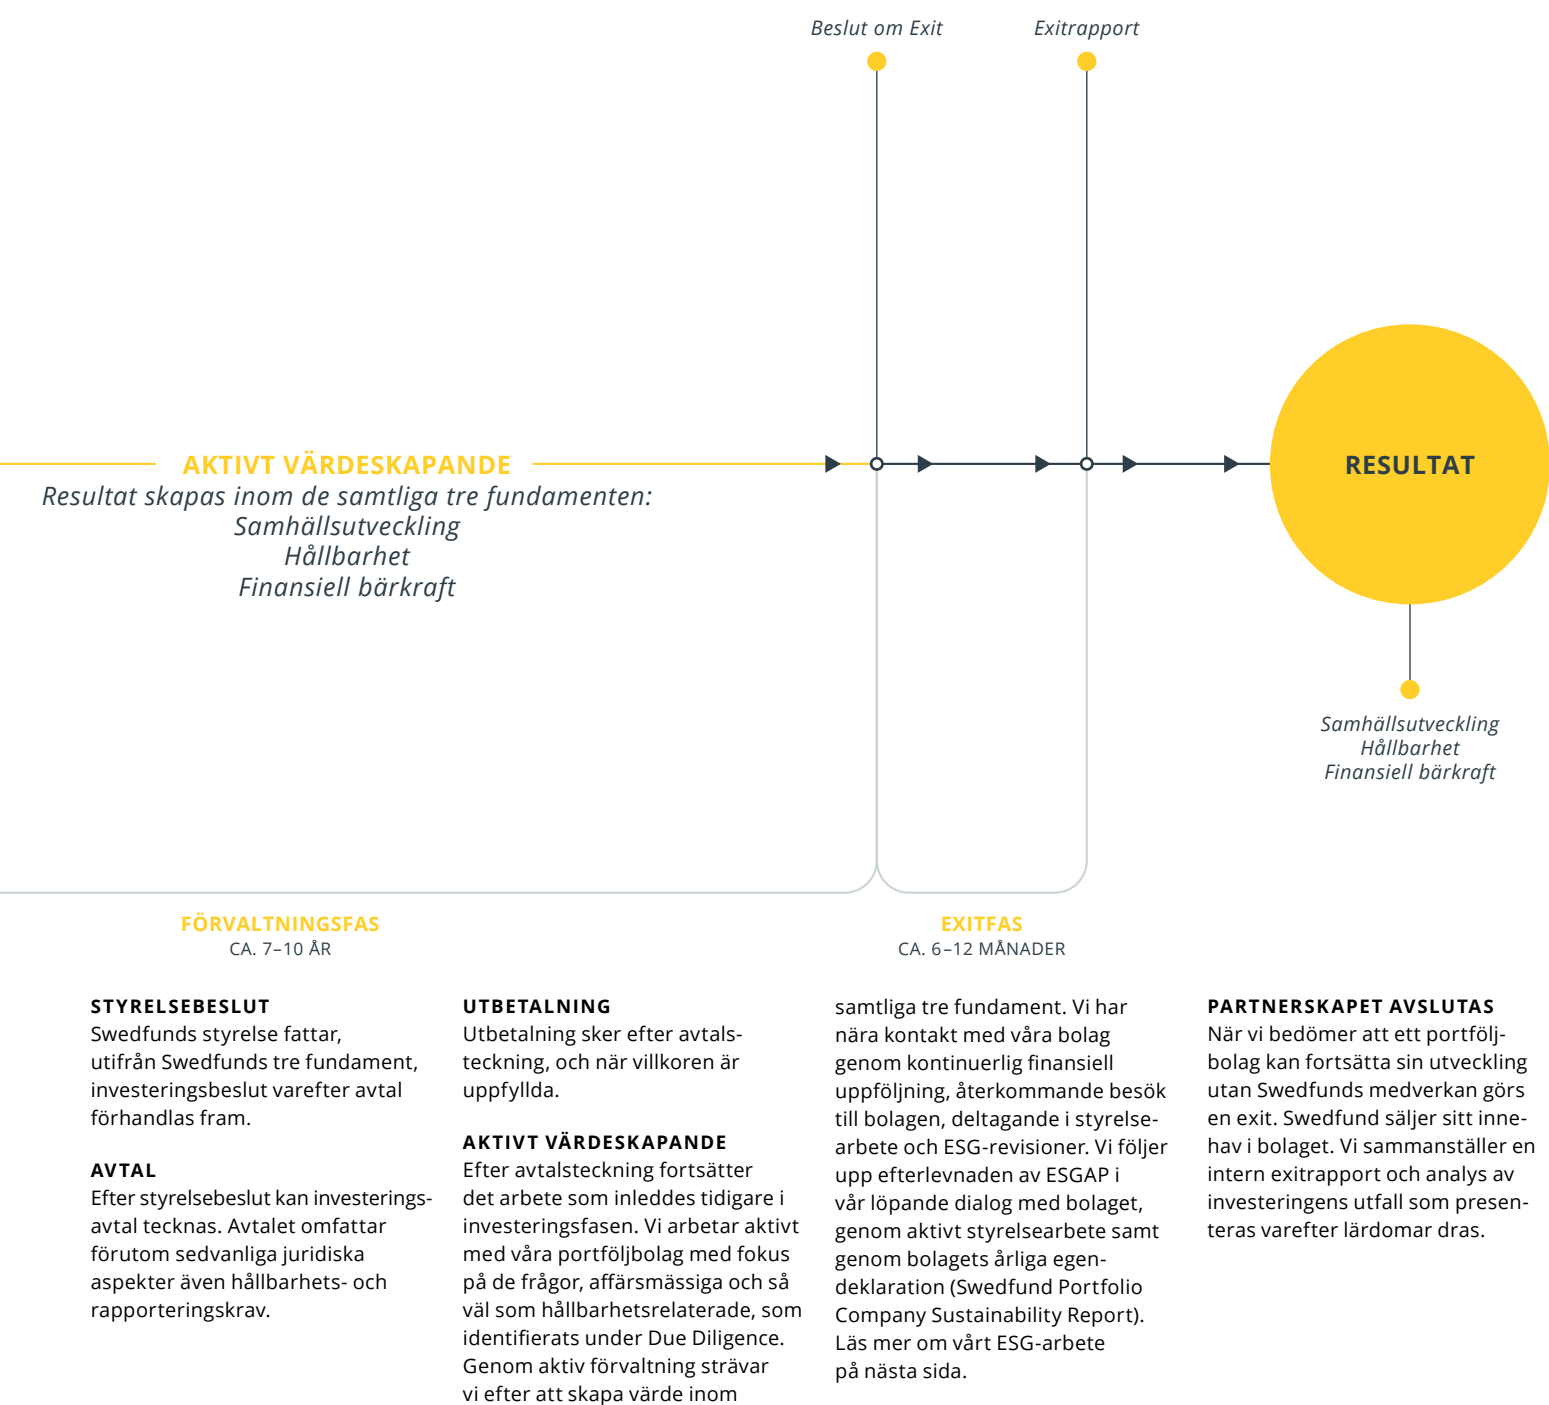 Beslut om Exit
Exitrapport
AKTIVT VÄRDESKAPANDE
Resultat skapas inom de samtliga tre fundamenten:
Samhällsutveckling
Hållbarhet
Finansiell bärkraft
RESULTAT
Samhällsutveckling
Hållbarhet
Finansiell bärkraft
FÖRVALTNINGSFAS
CA. 7–10 ÅR
EXITFAS
CA. 6–12 MÅNADER
STYRELSEBESLUT
Swedfunds styrelse fattar,
utifrån Swedfunds tre fundament,
investeringsbeslut varefter avtal
förhandlas fram.
AVTAL
Efter styrelsebeslut kan investerings-
avtal tecknas. Avtalet omfattar
förutom sedvanliga juridiska
aspekter även hållbarhets- och
rapporteringskrav.
UTBETALNING
Utbetalning sker efter avtals-
teckning, och när villkoren är
uppfyllda.
AKTIVT VÄRDESKAPANDE
Efter avtalsteckning fortsätter
det arbete som inleddes tidigare i
investeringsfasen. Vi arbetar aktivt
med våra portföljbolag med fokus
på de frågor, affärsmässiga och så
väl som hållbarhetsrelaterade, som
identifierats under Due Diligence.
Genom aktiv förvaltning strävar
vi efter att skapa värde inom
samtliga tre fundament. Vi har
nära kontakt med våra bolag
genom kontinuerlig finansiell
uppföljning, återkommande besök
till bolagen, deltagande i styrelse-
arbete och ESG-revisioner. Vi följer
upp efterlevnaden av ESGAP i
vår löpande dialog med bolaget,
genom aktivt styrelsearbete samt
genom bolagets årliga egen-
deklaration (Swedfund Portfolio
Company Sustainability Report).
Läs mer om vårt ESG-arbete
på nästa sida.
PARTNERSKAPET AVSLUTAS
När vi bedömer att ett portfölj-
bolag kan fortsätta sin utveckling
utan Swedfunds medverkan görs
en exit. Swedfund säljer sitt inne-
hav i bolaget. Vi sammanställer en
intern exitrapport och analys av
investeringens utfall som presen-
teras varefter lärdomar dras.